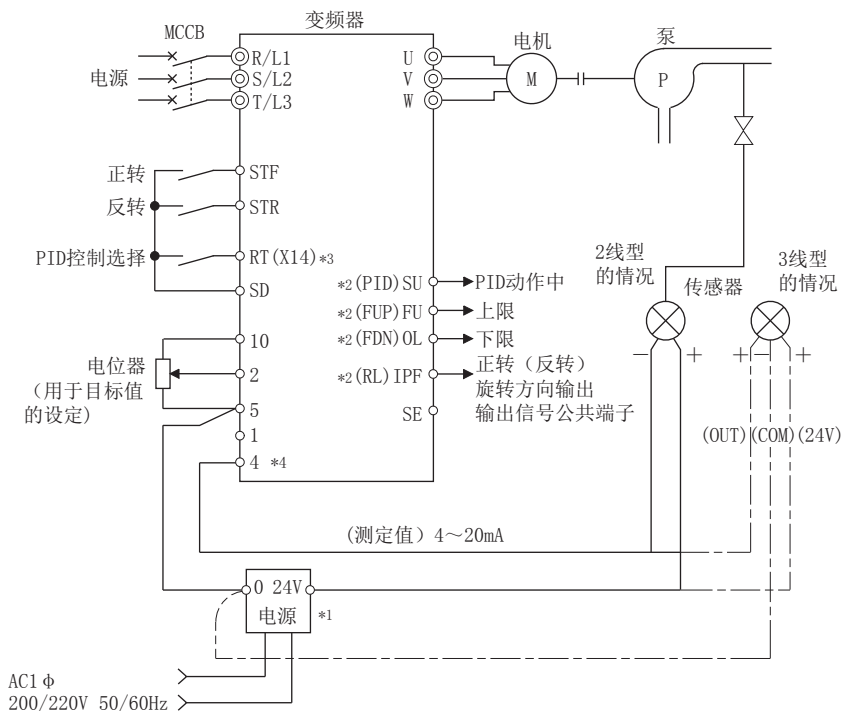 变频器
MCCB
电源
R/L1
S/L2
T/L3
U
V
W
电机
M
泵
P
正转
STF
反转
STR
PID控制选择
RT(X14)*3
SD
*2(PID)SU
PID动作中
*2(FUP)FU
上限
*2(FDN)OL
下限
*2(RL)IPF
正转（反转）
旋转方向输出
SE
输出信号公共端子
电位器
（用于目标值
的设定)
10
2
5
1
4 *4
2线型
的情况
传感器
3线型
的情况
- +
+ - +
(OUT)(COM)(24V)
(测定值）4～20mA
0 24V
电源
*1
AC1φ
200/220V 50/60Hz